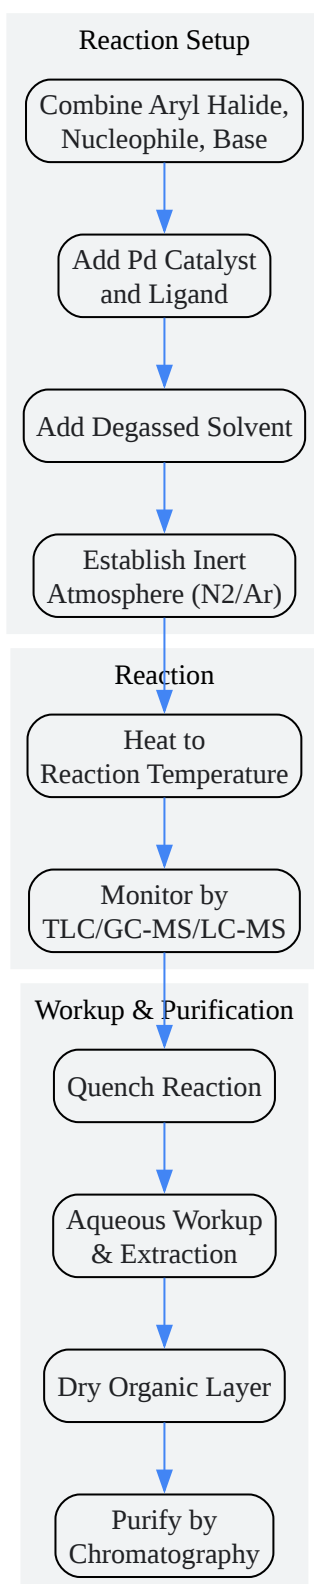 Reaction Setup
Combine Aryl Halide,
Nucleophile, Base
Add Pd Catalyst
and Ligand
Add Degassed Solvent
Establish Inert
Atmosphere (N2/Ar)
Reaction
Heat to
Reaction Temperature
Monitor by
TLC/GC-MS/LC-MS
Workup & Purification
Quench Reaction
Aqueous Workup
& Extraction
Dry Organic Layer
Purify by
Chromatography